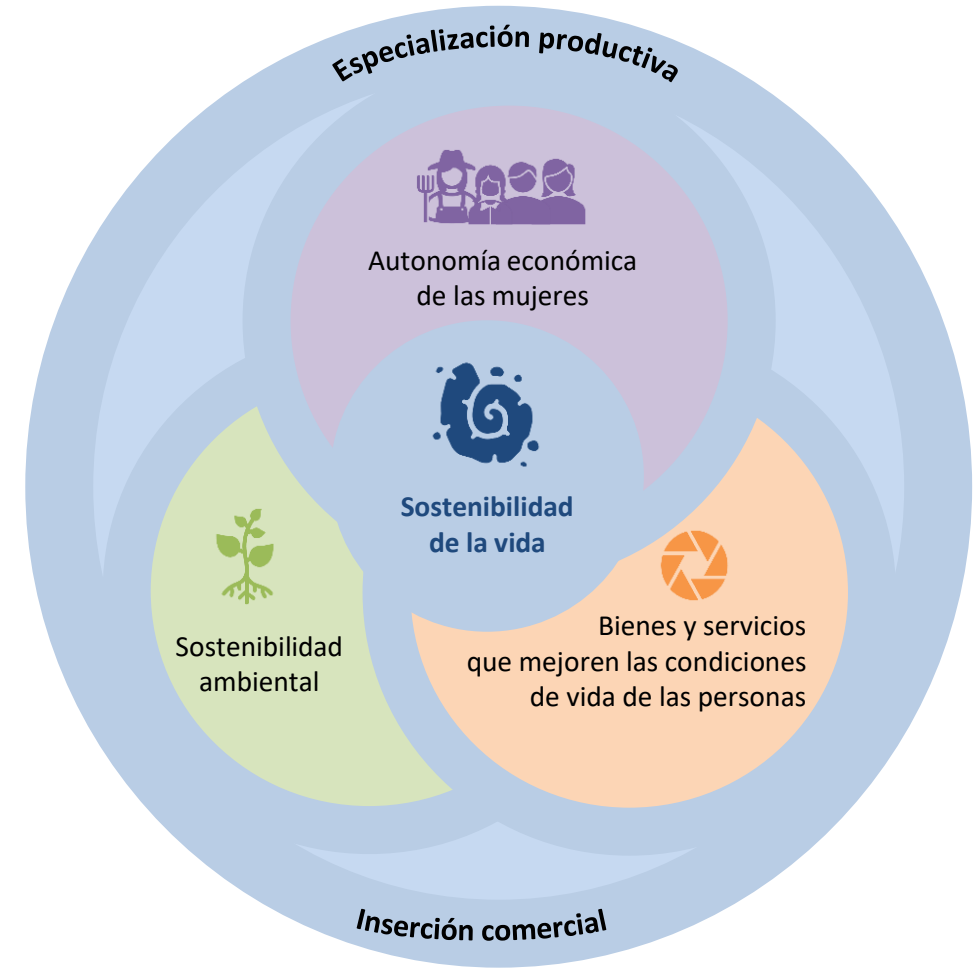 Especialización productiva
Autonomía económica
de las mujeres
Sostenibilidad
de la vida
Sostenibilidad
ambiental
Bienes y servicios
que mejoren las condiciones
de vida de las personas
Inserción comercial